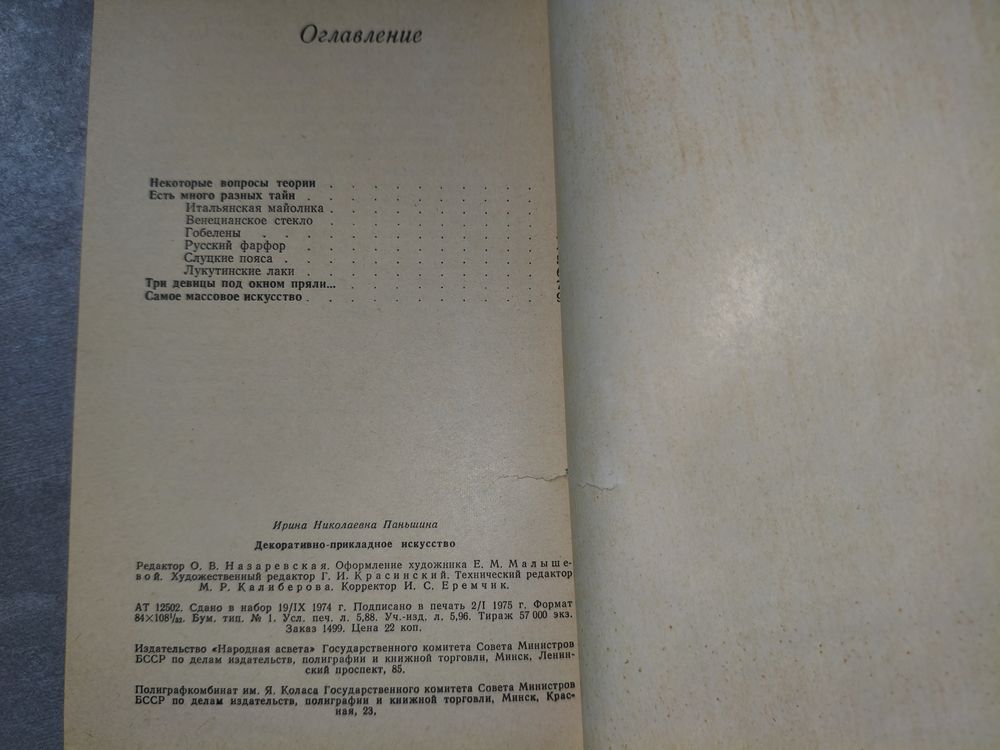 Оглавление
Некоторые вопросы теории . . . . . . . . . .
Есть много разных тайн . . . . . . . . . . .
Итальянская майолика . . . . . . . . . .
Венецианское стекло . . . . . . . . . .
Гобелены . . . . . . . . . . . . .
Русский фарфор . . . . . . . . . . .
Слуцкие пояса . . . . . . . . . . . .
Лукутинские лаки . . . . . . . . . . .
Три девицы под окном пряли... . . . . . . . . .
Самое массовое искусство . . . . . . . . . . .
Ирина Николаевна Паньшина
Декоративно-прикладное искусство
Редактор О. В. Назаревская. Оформление художника Е. М. Малыше-
вой. Художественный редактор Г. И. Красинский. Технический редактор
М. Р. Калиберова. Корректор И. С. Еремчик.
АТ 12502. Сдано в набор 19/IX 1974 г. Подписано в печать 2/I 1975 г. Формат
84×108¹/₃₂. Бум. тип. № 1. Усл. печ. л. 5,88. Уч.-изд. л. 5,96. Тираж 57 000 экз.
Заказ 1499. Цена 22 коп.
Издательство «Народная асвета» Государственного комитета Совета Министров
БССР по делам издательств, полиграфии и книжной торговли, Минск, Ленин-
ский проспект, 85.
Полиграфкомбинат им. Я. Коласа Государственного комитета Совета Министров
БССР по делам издательств, полиграфии и книжной торговли, Минск, Крас-
ная, 23.